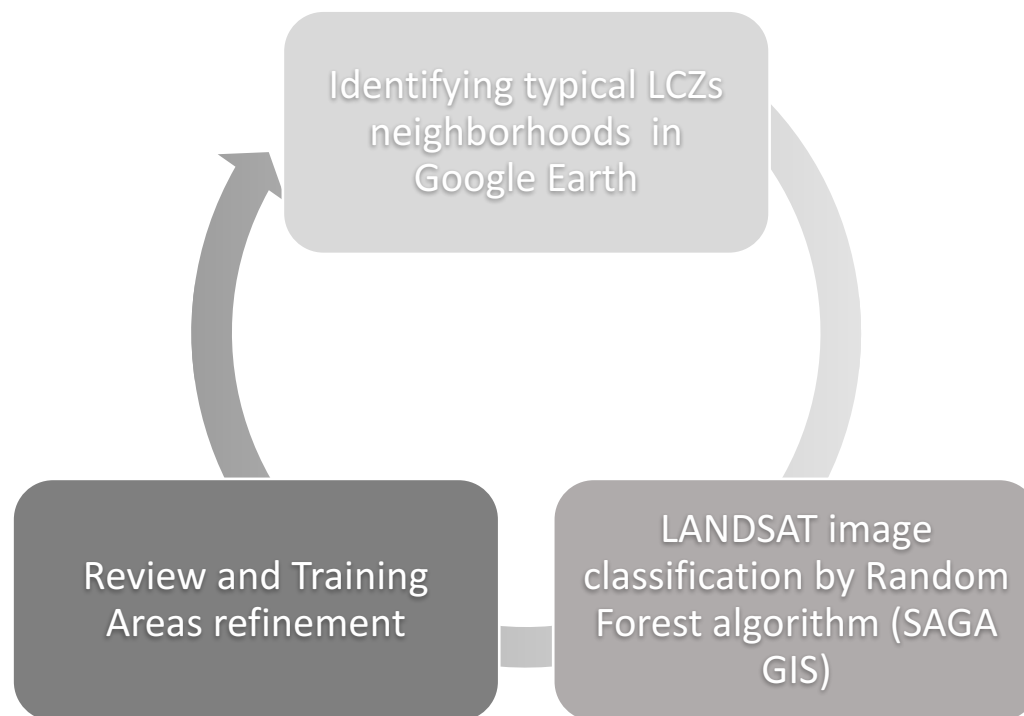 Identifying typical LCZs
neighborhoods  in
Google Earth
LANDSAT image
classification by Random
Forest algorithm (SAGA
GIS)
Review and Training
Areas refinement